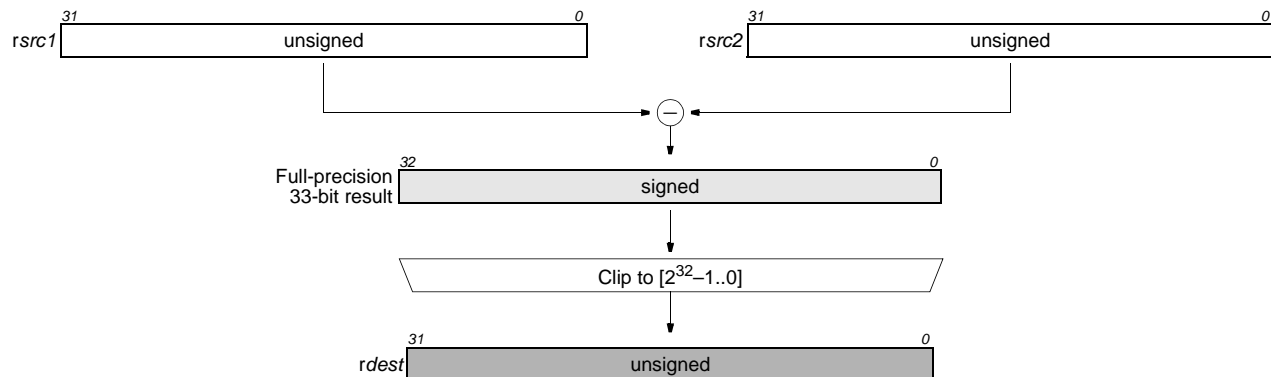 31 0 31 0
rsrc1 unsigned rsrc2 unsigned
−
32 0
Full-precision
33-bit result
signed
Clip to [2³²–1..0]
31 0
rdest unsigned